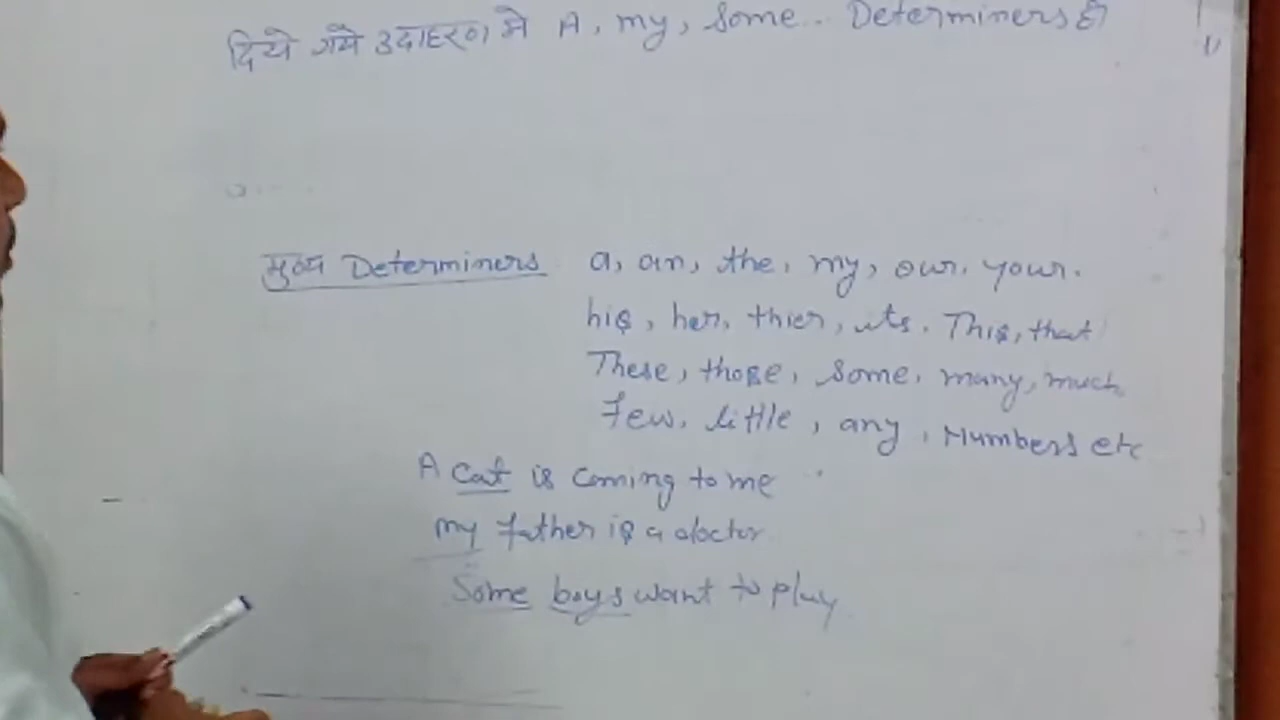 दिये गये उदाहरण मे A, my, some... Determiners है
मुख्य Determiners a, an, the, my, our, your.
his, her, thier, its. This, that
These, those, some, many, much
Few, little, any, Numbers etc
A cat is coming to me
my father is a doctor
Some boys want to play